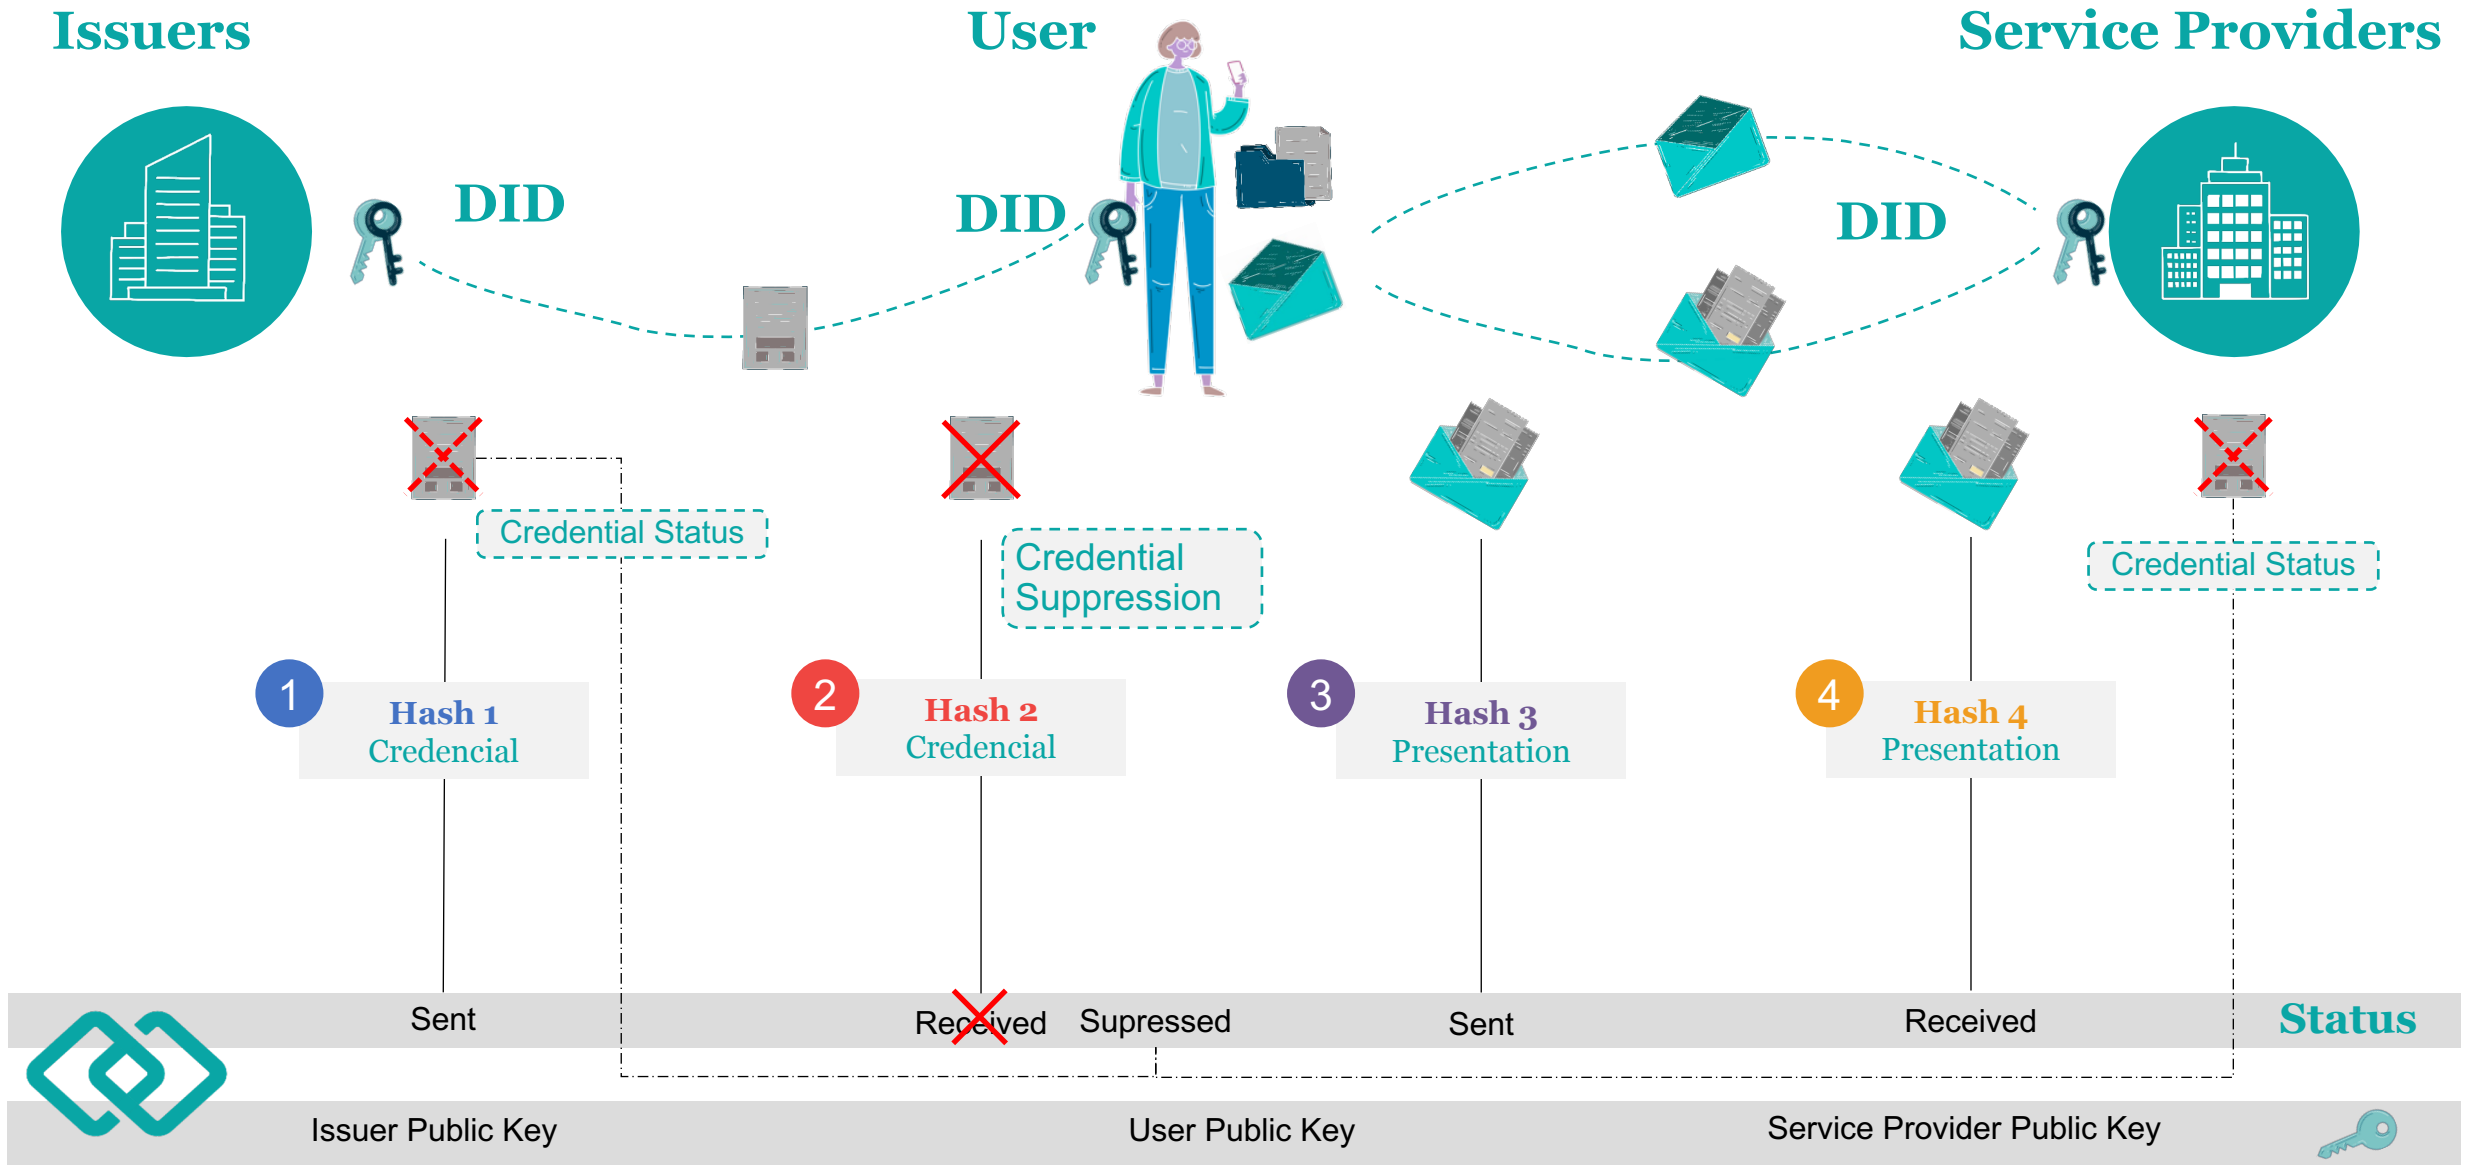 Issuers
User
Service Providers
DID
DID
DID
Credential Status
Credential
Suppression
Credential Status
1
Hash 1
Credencial
2
Hash 2
Credencial
3
Hash 3
Presentation
4
Hash 4
Presentation
Sent
Received
Supressed
Sent
Received
Status
Issuer Public Key
User Public Key
Service Provider Public Key